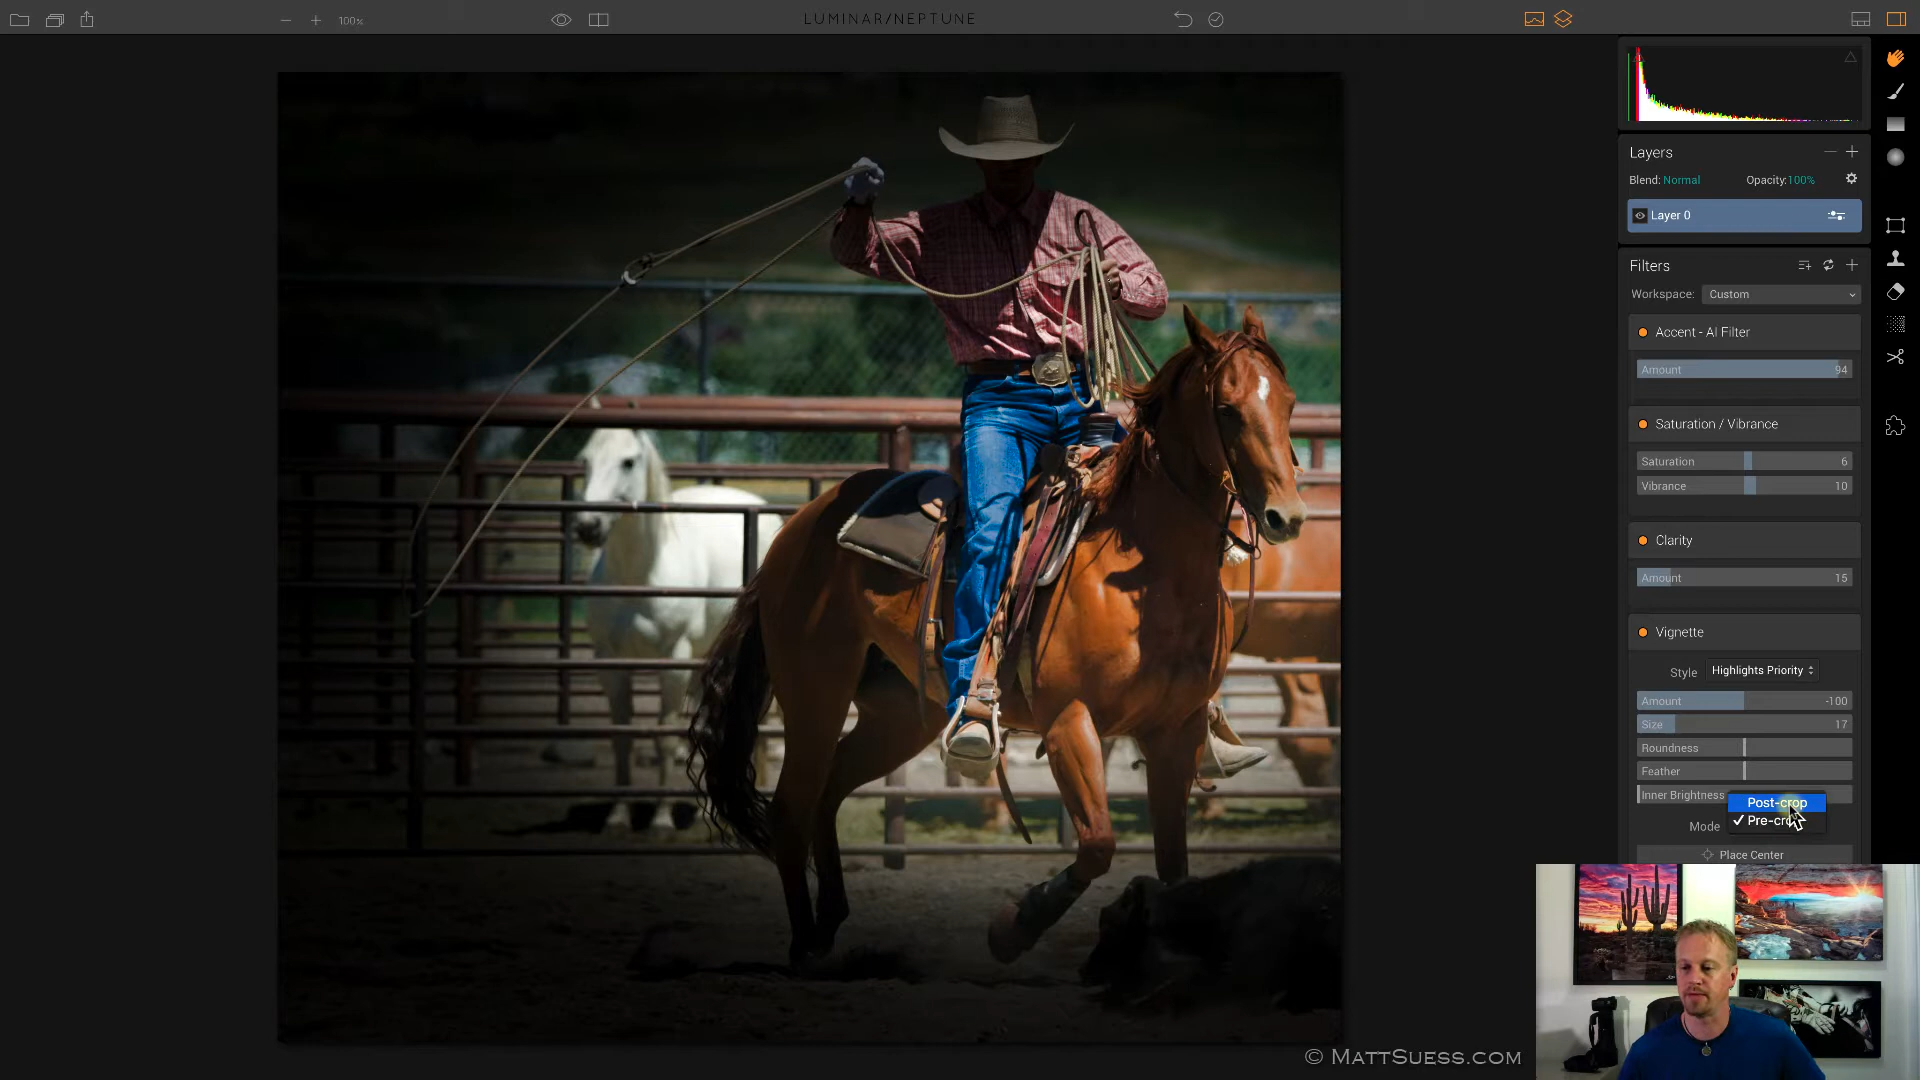 100%
LUMINAR/NEPTUNE
Layers
Blend: Normal Opacity:100%
Layer 0
Filters
Workspace: Custom
Accent - AI Filter
Amount 94
Saturation / Vibrance
Saturation 6
Vibrance 10
Clarity
Amount 15
Vignette
Style Highlights Priority
Amount -100
Size 17
Roundness
Feather
Inner Brightness
Post-crop
Mode ✓ Pre-crop
Place Center
© MattSuess.com